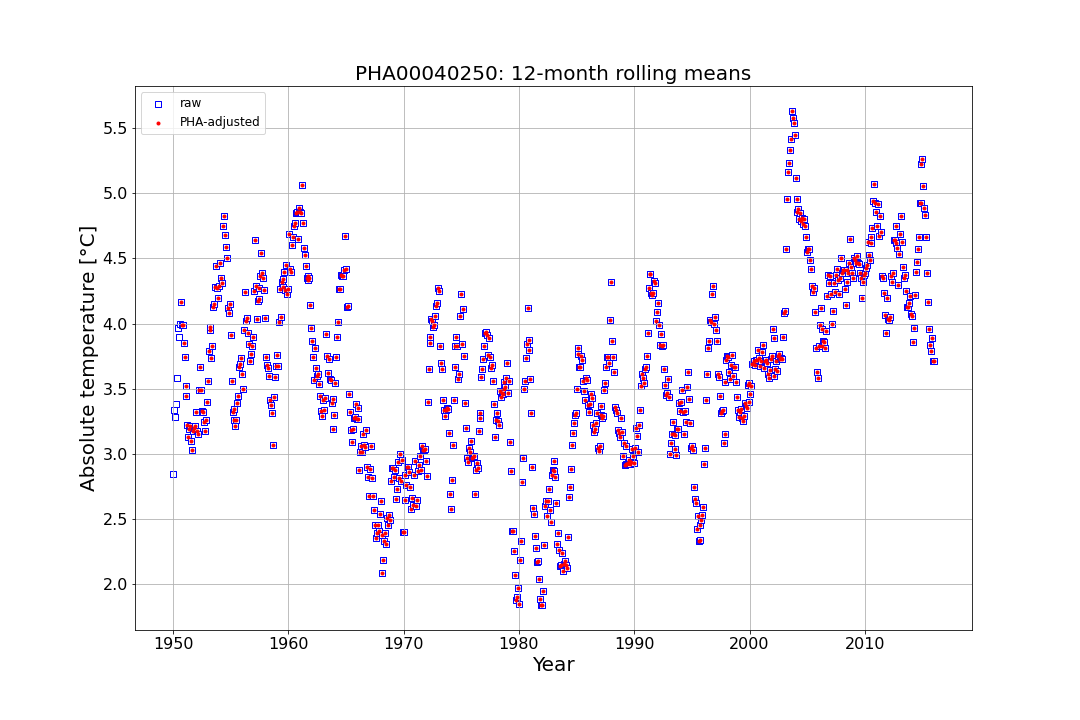 PHA00040250: 12-month rolling means
raw
PHA-adjusted
Absolute temperature [°C]
5.5
5.0
4.5
4.0
3.5
3.0
2.5
2.0
1950 1960 1970 1980 1990 2000 2010
Year